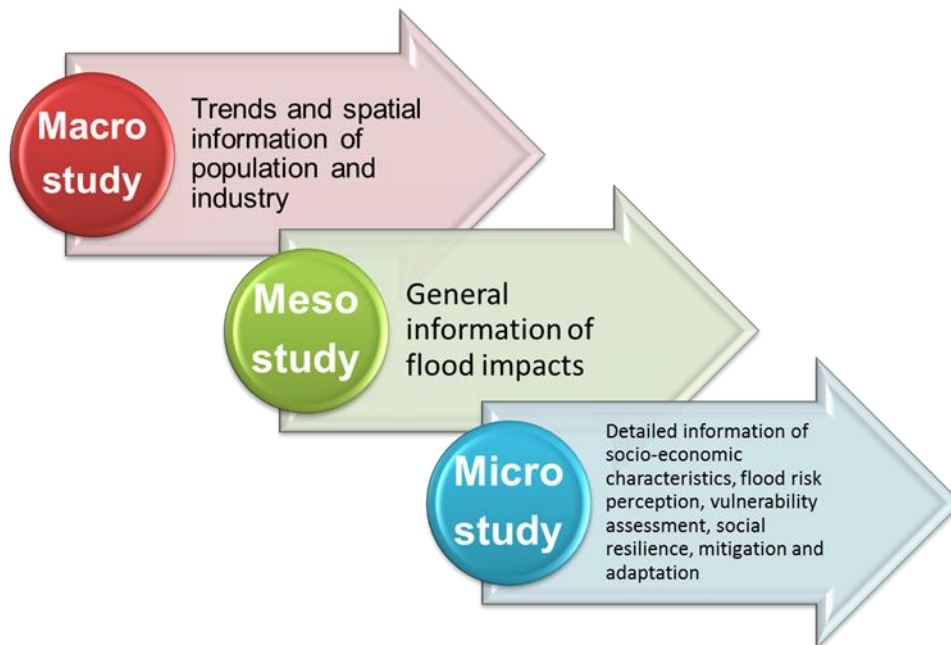 Macro
study
Trends and spatial
information of
population and
industry
Meso
study
General
information of
flood impacts
Micro
study
Detailed information of
socio-economic
characteristics, flood risk
perception, vulnerability
assessment, social
resilience, mitigation and
adaptation